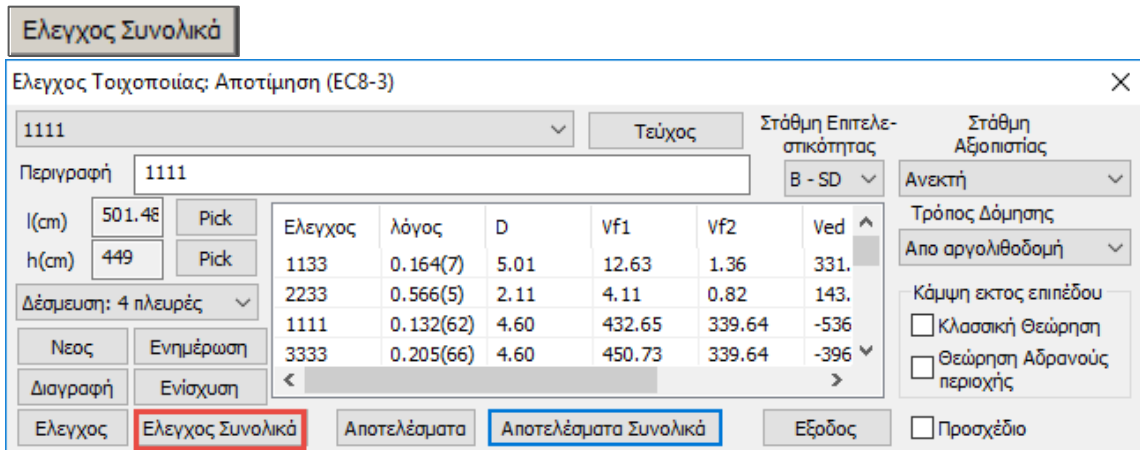 Ελεγχος Συνολικά
Ελεγχος Τοιχοποιίας: Αποτίμηση (EC8-3)
1111 Τεύχος Στάθμη Επιτελε-
στικότητας Στάθμη
Αξιοπιστίας
Περιγραφή 1111 B - SD Ανεκτή
l(cm) 501.48 Pick Τρόπος Δόμησης
h(cm) 449 Pick Απο αργολιθοδομή
Ελεγχος λόγος D Vf1 Vf2 Ved
1133 0.164(7) 5.01 12.63 1.36 331.
2233 0.566(5) 2.11 4.11 0.82 143.
1111 0.132(62) 4.60 432.65 339.64 -536
3333 0.205(66) 4.60 450.73 339.64 -396
Δέσμευση: 4 πλευρές
Κάμψη εκτος επιπέδου
Κλασσική Θεώρηση
Θεώρηση Αδρανούς
περιοχής
Νεος Ενημέρωση
Διαγραφή Ενίσχυση
Ελεγχος Ελεγχος Συνολικά Αποτελέσματα Αποτελέσματα Συνολικά Εξοδος Προσχέδιο